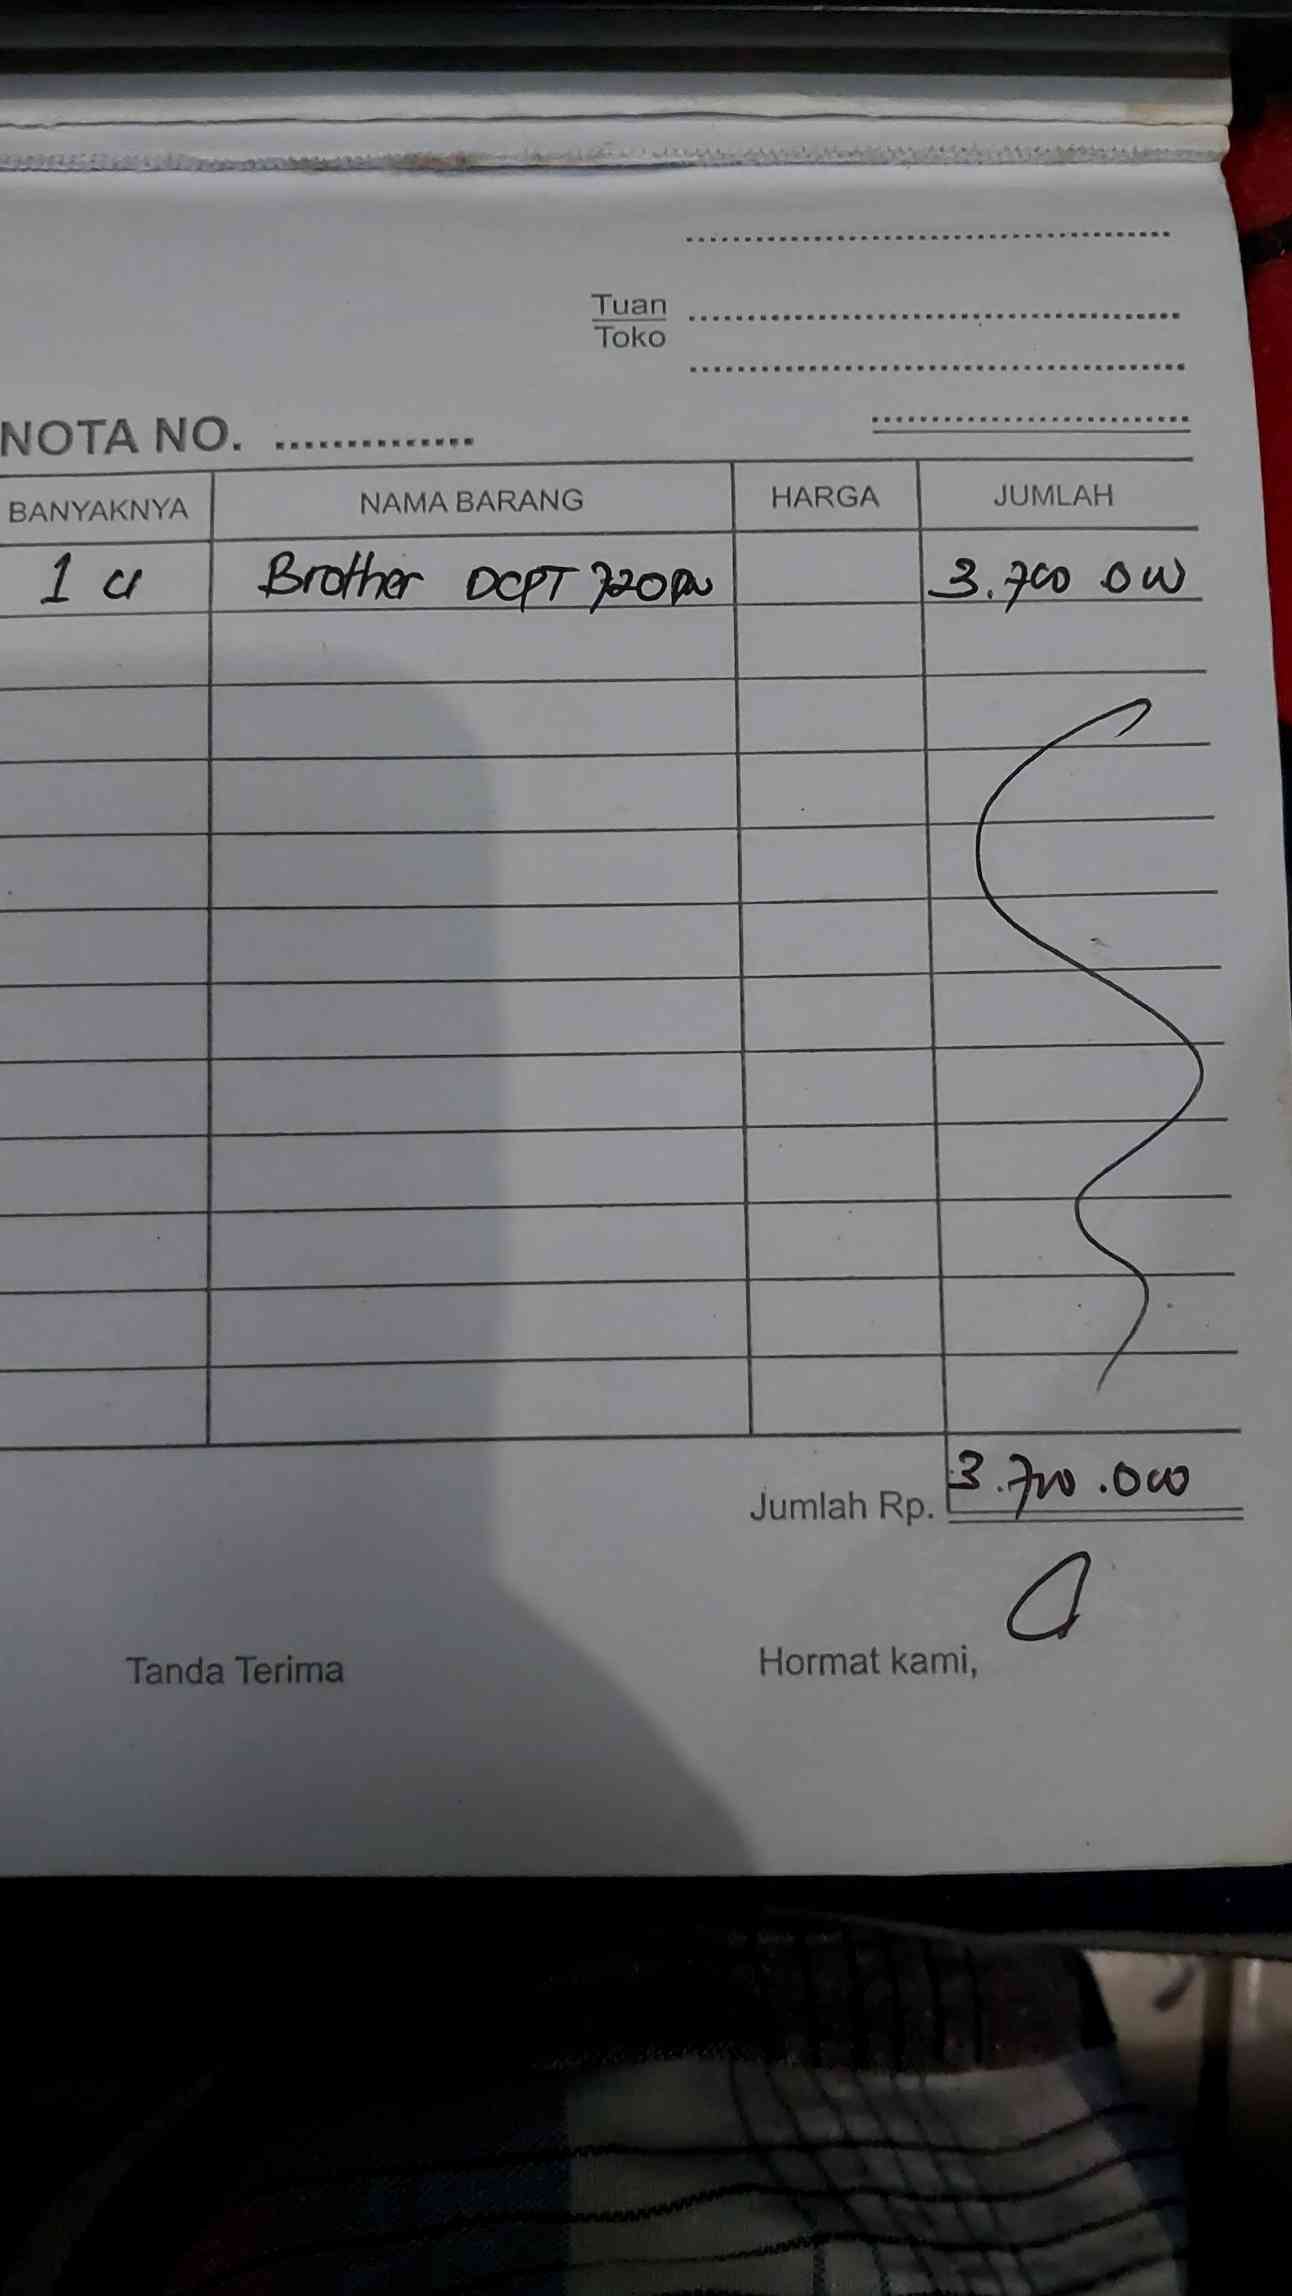 Tuan
Toko
NOTA NO. ..............
BANYAKNYA NAMA BARANG HARGA JUMLAH
1 Brother DCPT 720DW 3.700 000
Jumlah Rp. 3.700.000
Tanda Terima Hormat kami,